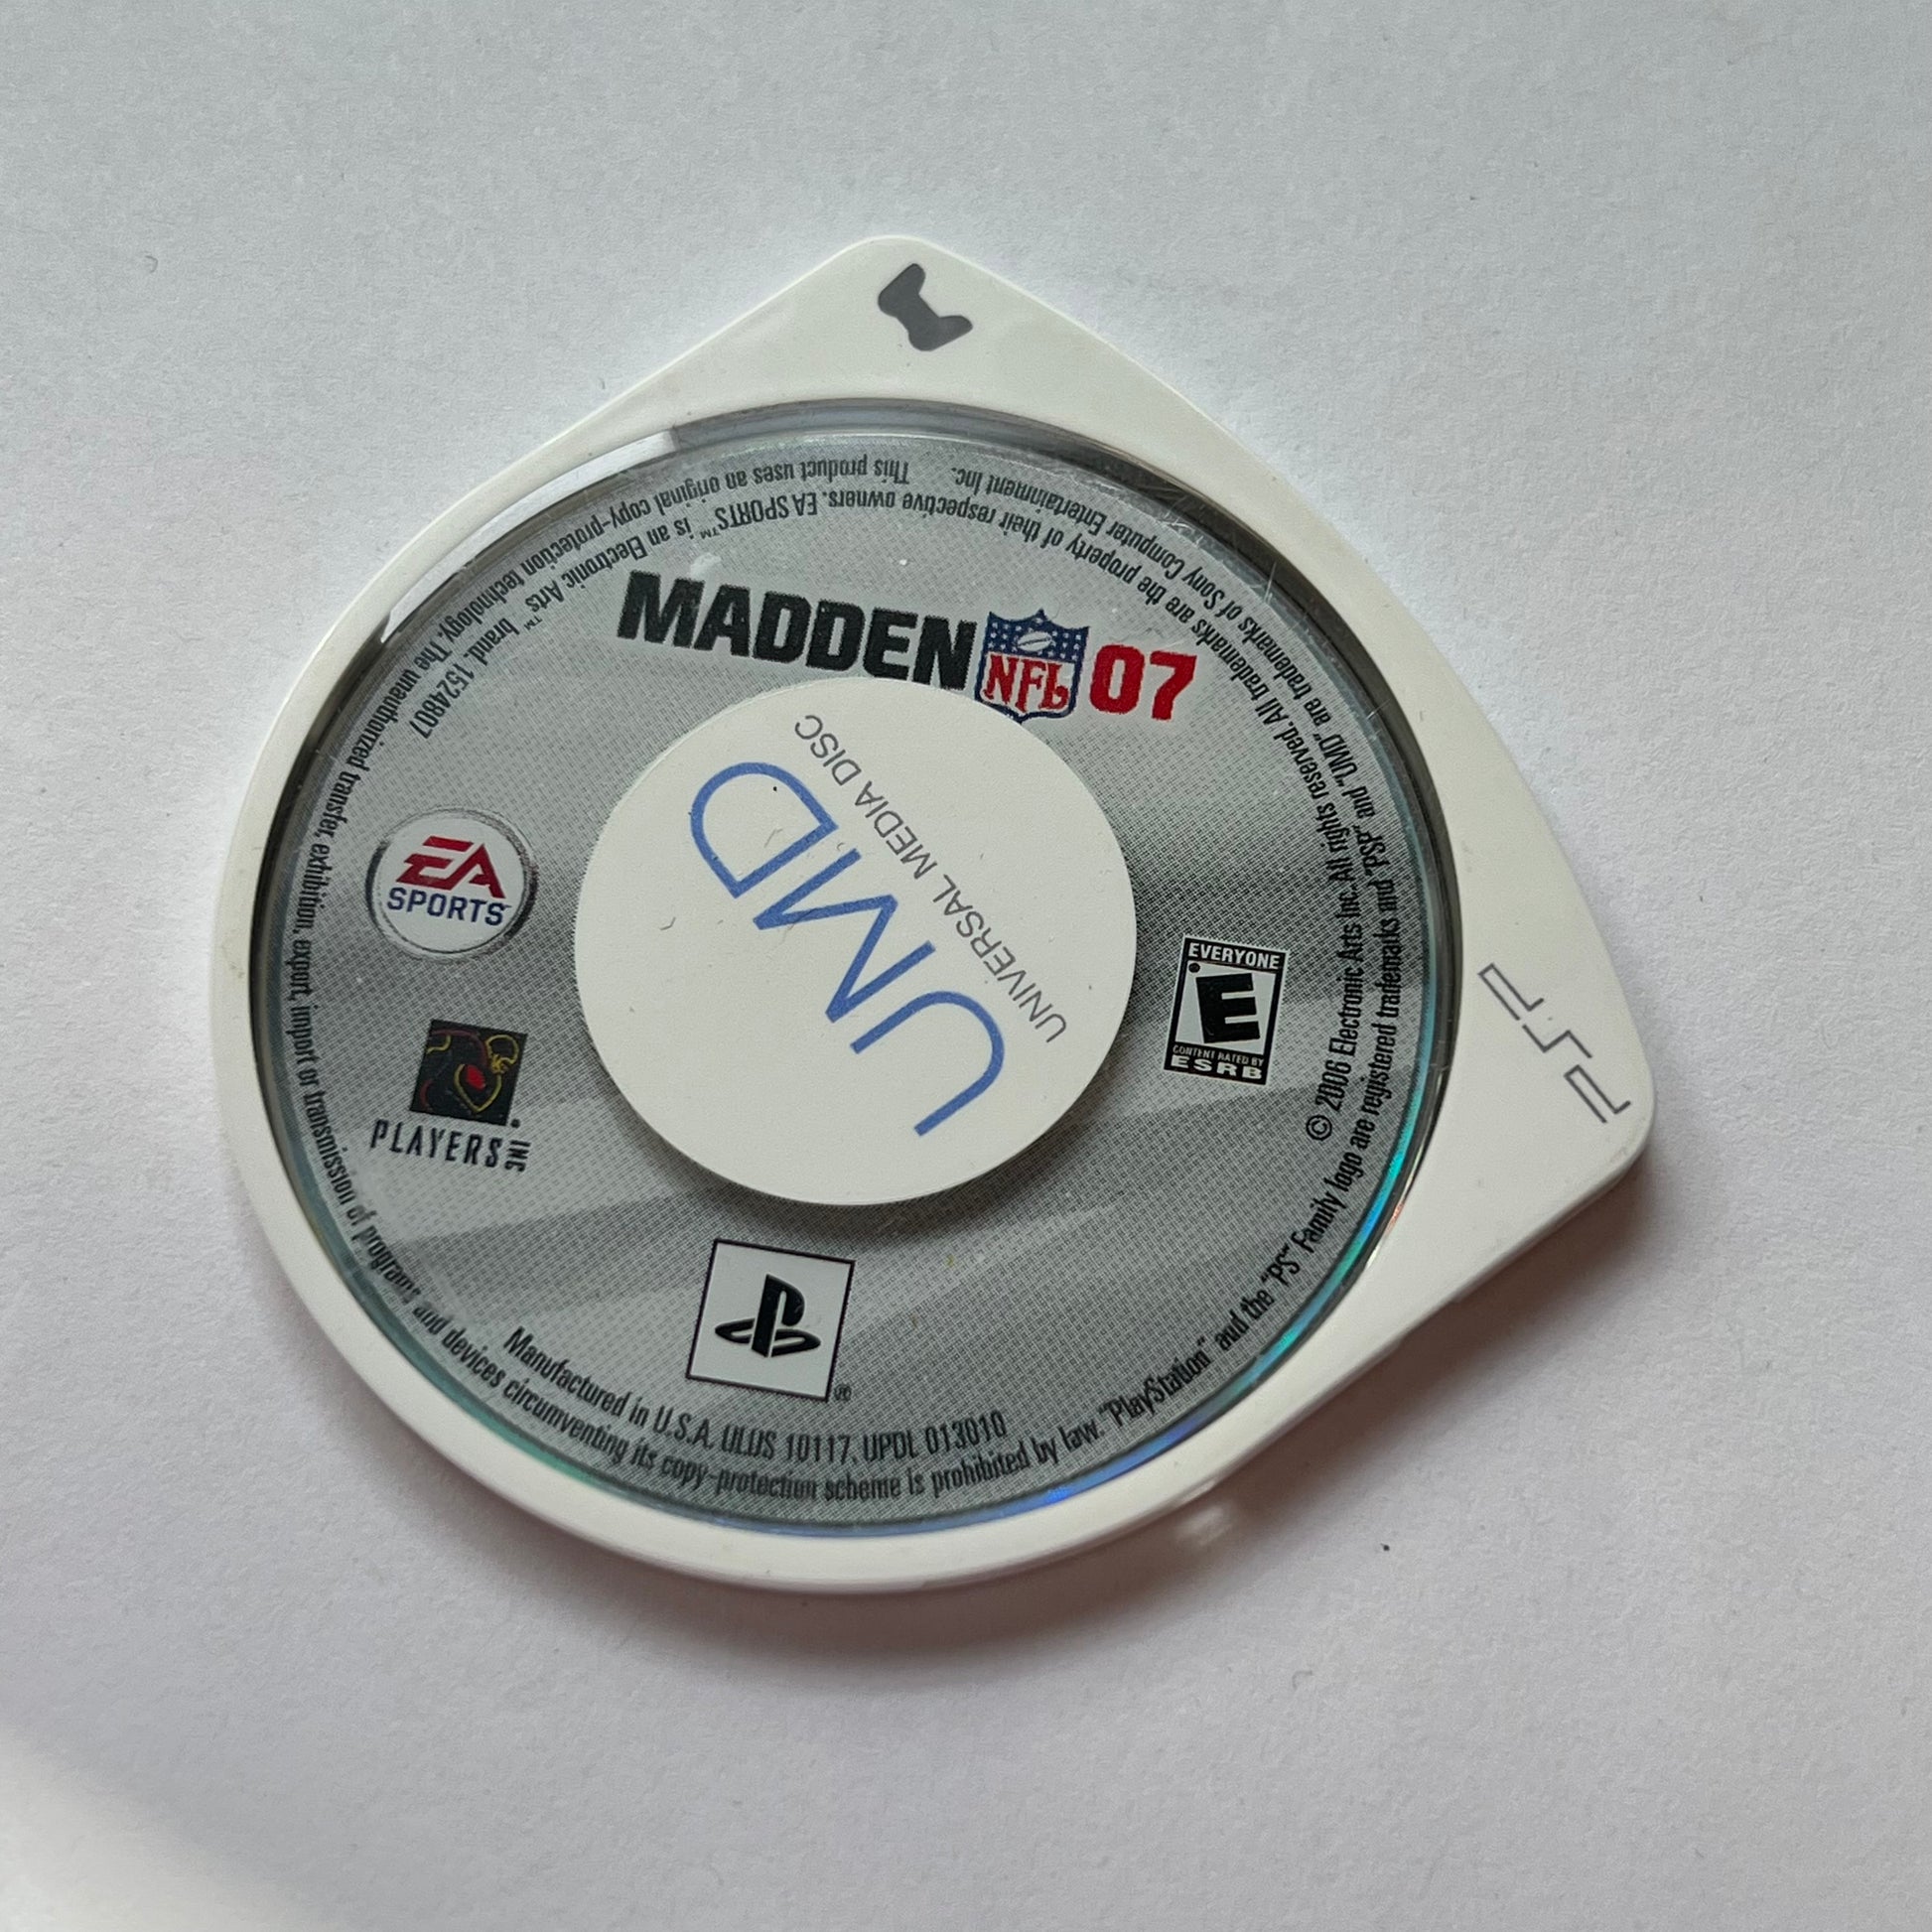 MADDEN NFL 07
UMD
UNIVERSAL MEDIA DISC
EA
SPORTS™
PLAYERS INC
EVERYONE
E
CONTENT RATED BY
ESRB
PSP
®
Manufactured in U.S.A. ULUS 10117, UPDL 013010
© 2006 Electronic Arts Inc. All rights reserved. All trademarks are the property of their respective owners. EA SPORTS™ is an Electronic Arts™ brand. 1524807
This product uses an original copy-protection technology. The unauthorized transfer, exhibition, export, import or transmission of programs and devices circumventing its copy-protection scheme is prohibited by law. "PlayStation" and the "PS" Family logo are registered trademarks and "PSP" and "UMD" are trademarks of Sony Computer Entertainment Inc.